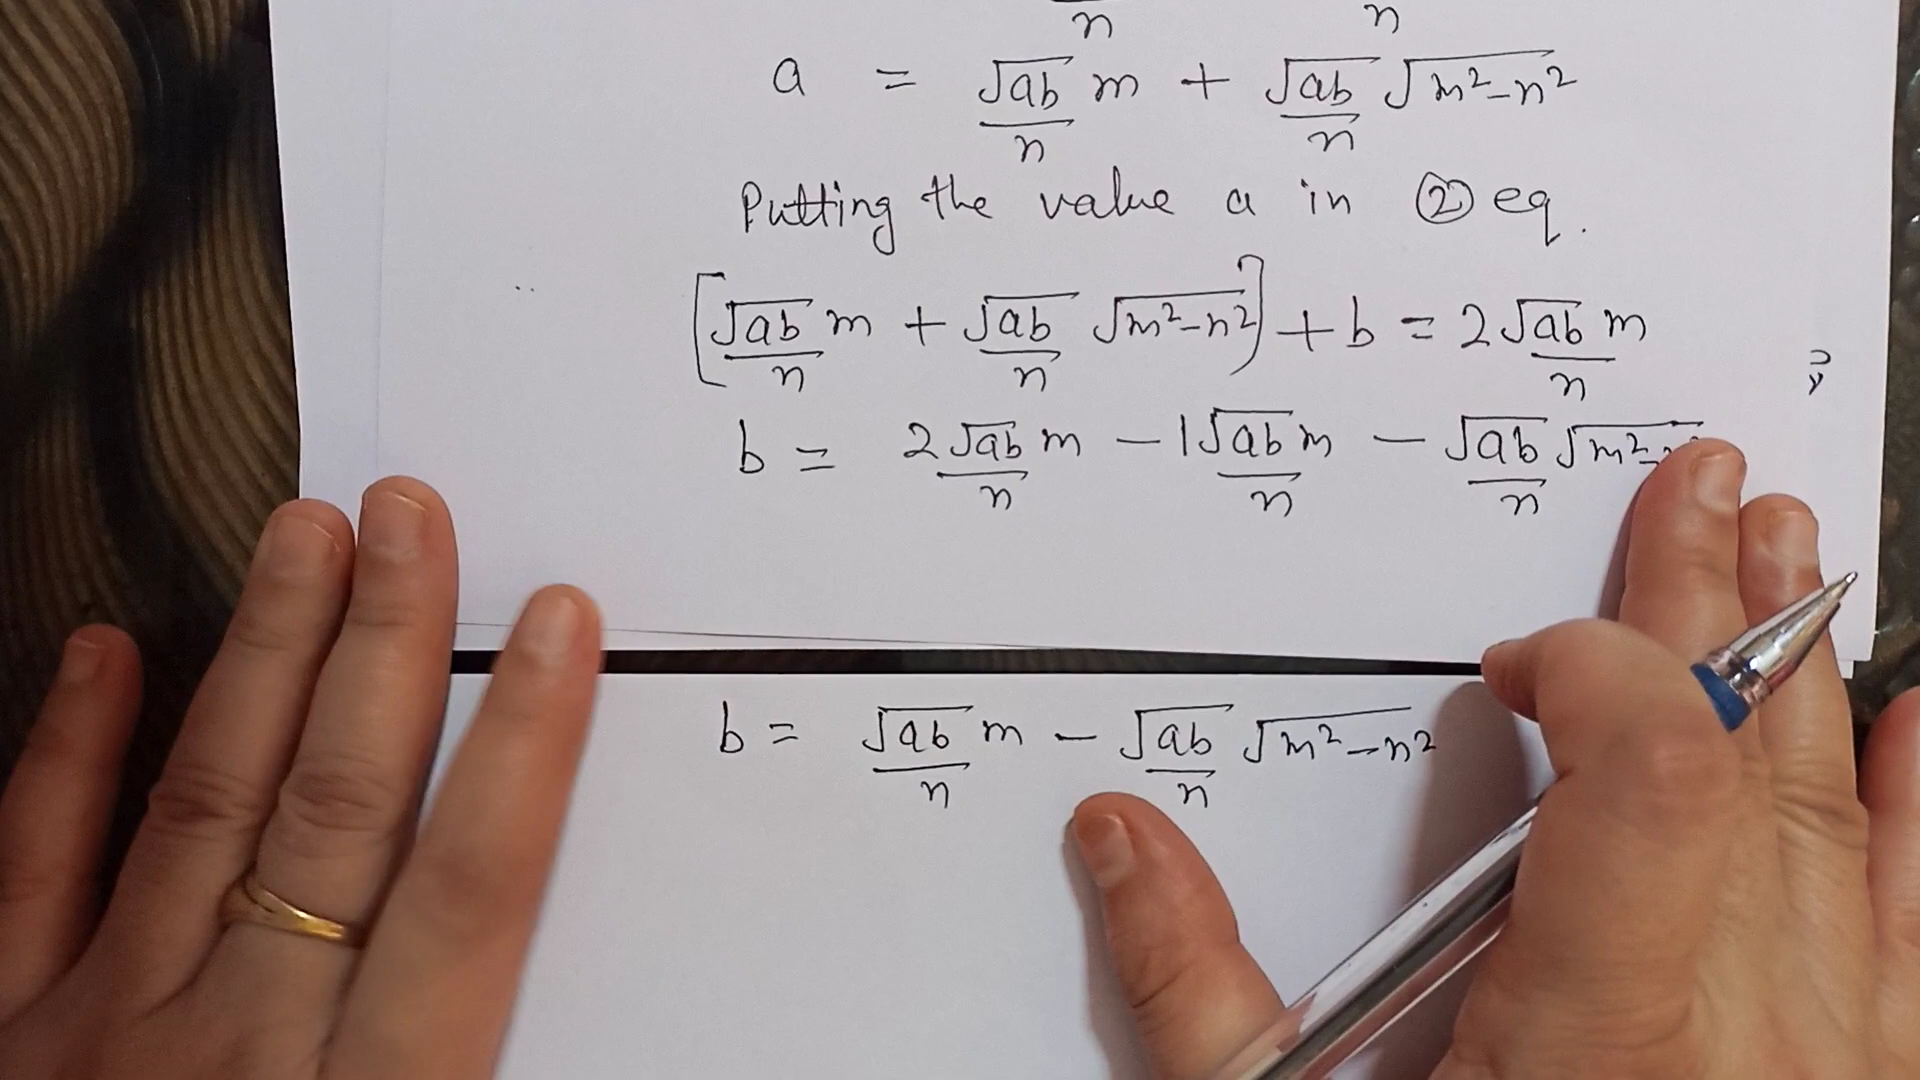 n n
a = √ab/n m + √ab/n √m²-n²
Putting the value a in ② eq.
[√ab/n m + √ab/n √m²-n²] + b = 2√ab/n m
b = 2√ab/n m - 1√ab/n m - √ab/n √m²-
b = √ab/n m - √ab/n √m²-n²